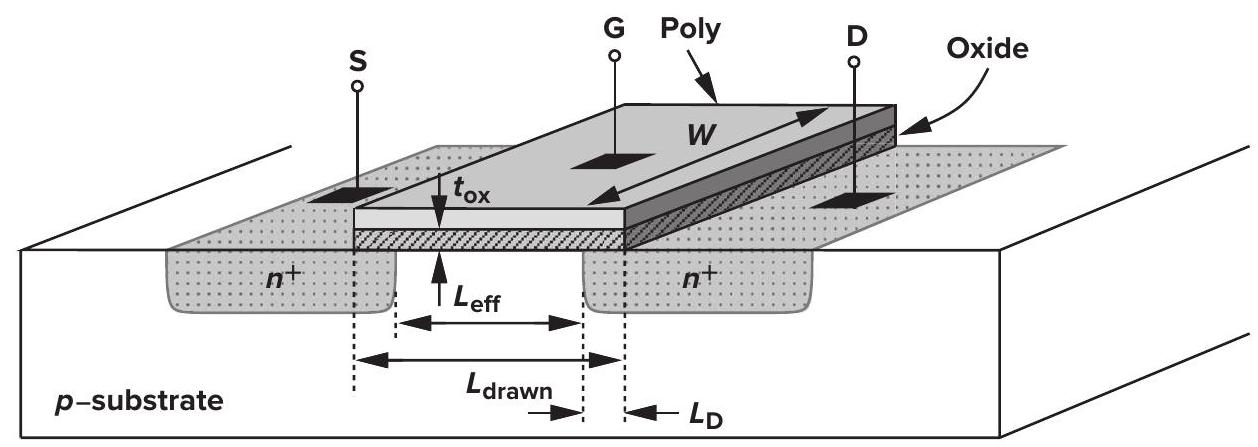 G
Poly
D
Oxide
S
W
tox
n+
n+
Leff
Ldrawn
p–substrate
LD